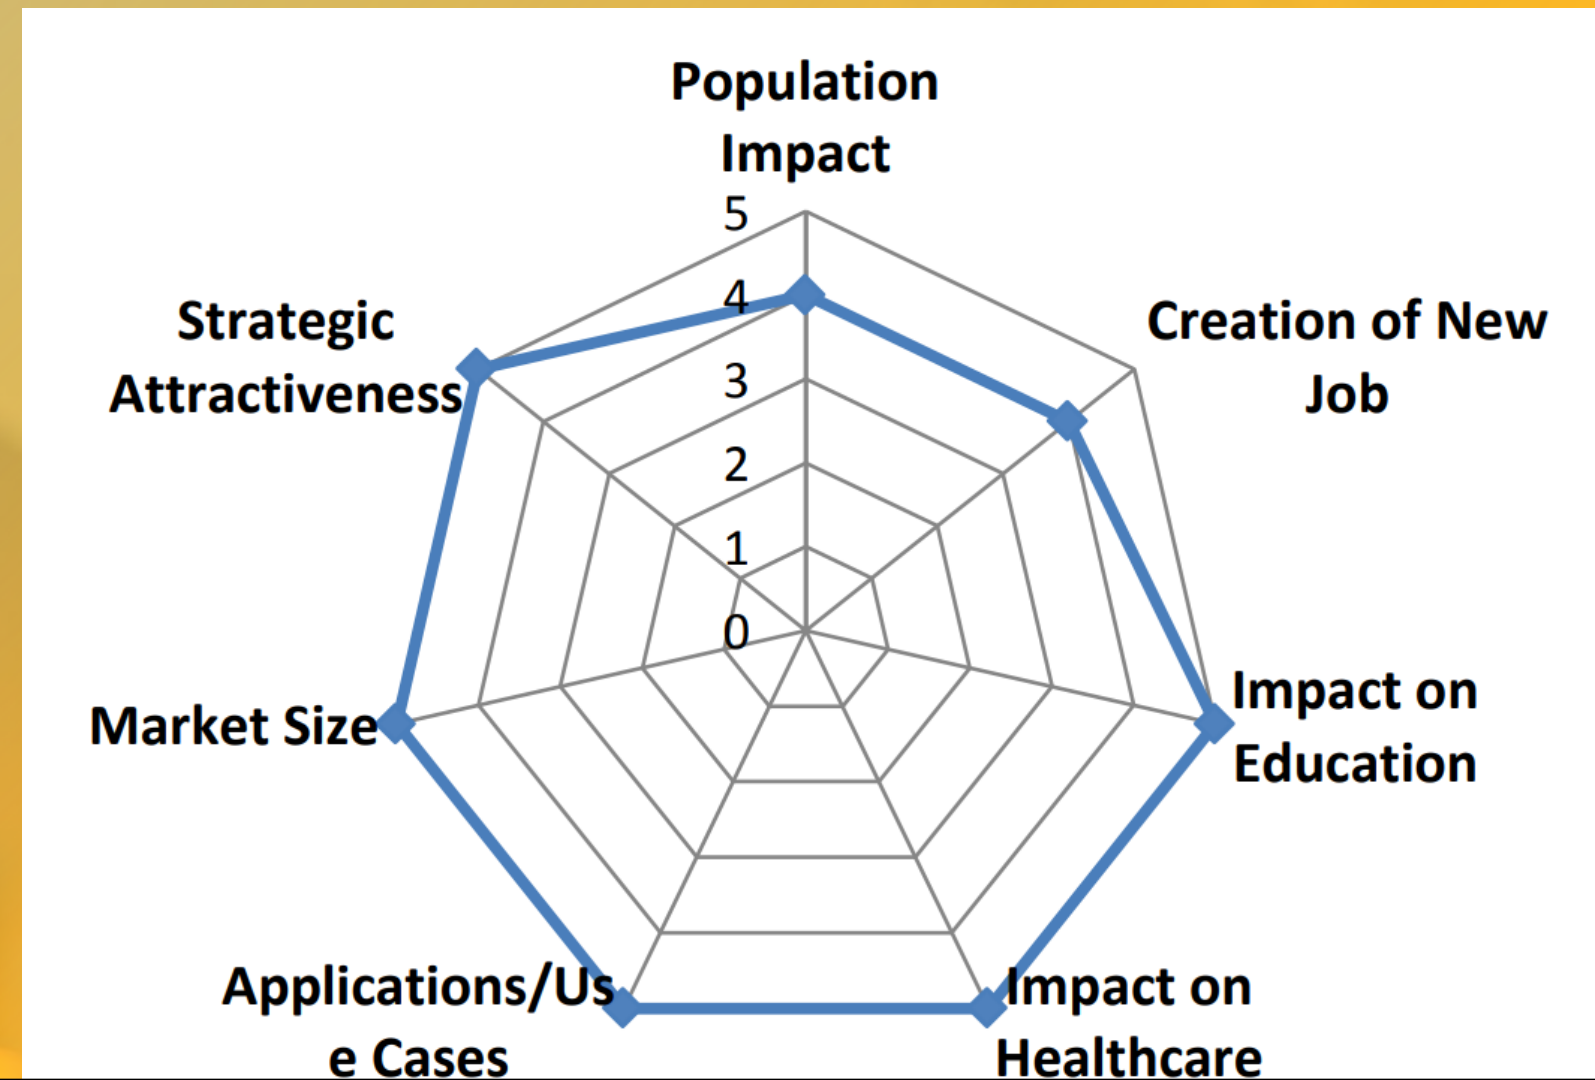 Population
Impact
5
4
3
2
1
0
Strategic
Attractiveness
Creation of New
Job
Market Size
Impact on
Education
Applications/Us
e Cases
Impact on
Healthcare